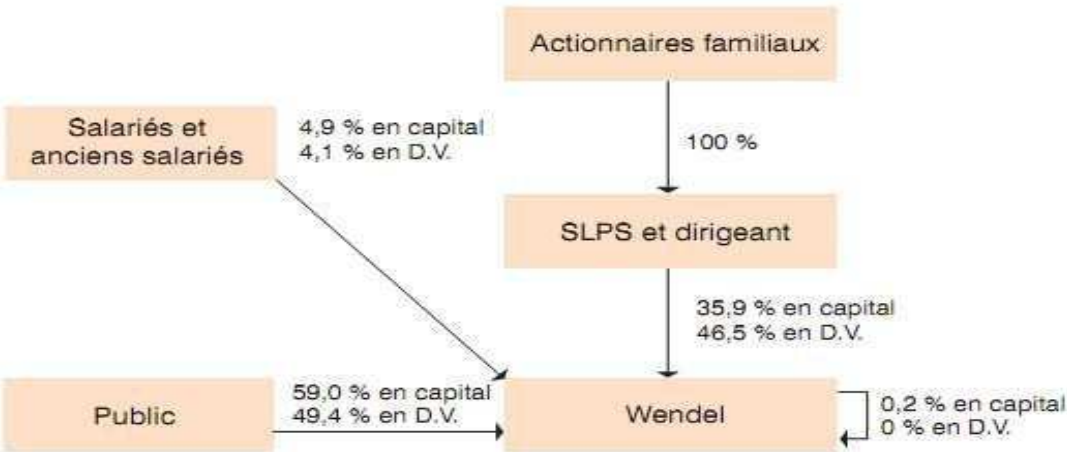 Actionnaires familiaux
Salariés et
anciens salariés
4,9 % en capital
4,1 % en D.V.
100 %
SLPS et dirigeant
35,9 % en capital
46,5 % en D.V.
Public
59,0 % en capital
49,4 % en D.V.
Wendel
0,2 % en capital
0 % en D.V.